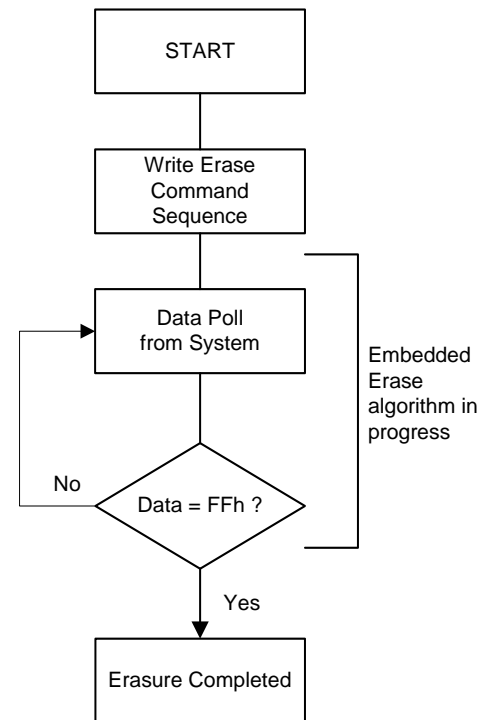 START
Write Erase
Command
Sequence
Data Poll
from System
Embedded
Erase
algorithm in
progress
No
Data = FFh ?
Yes
Erasure Completed